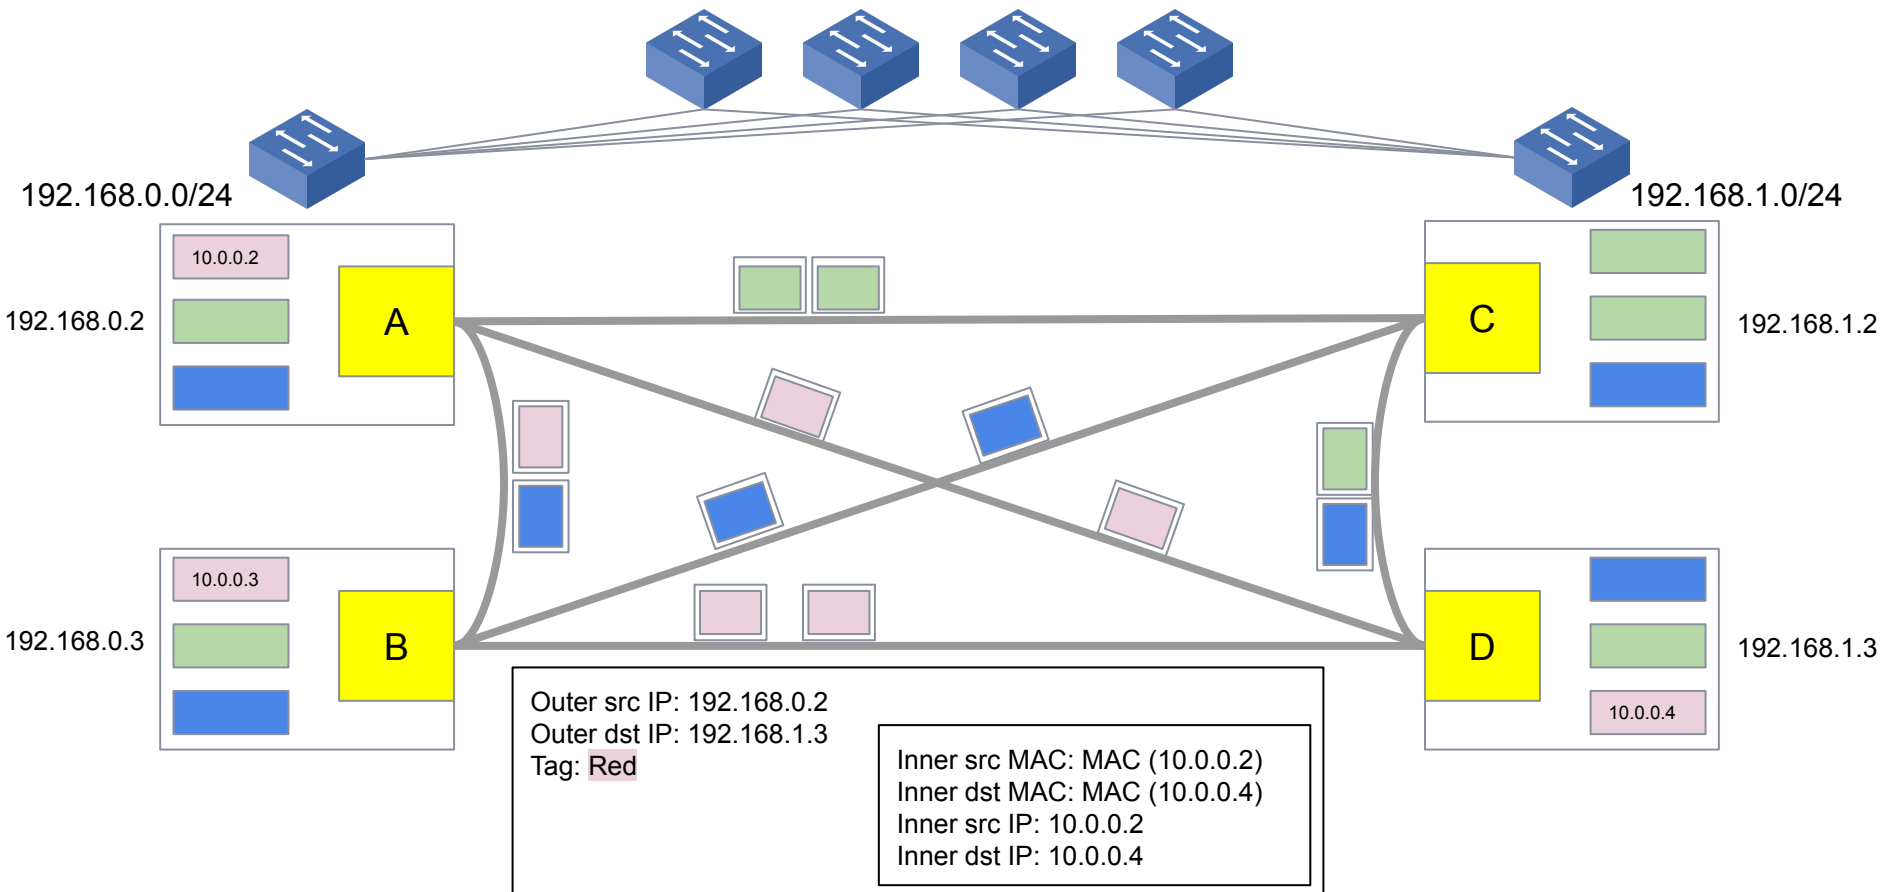 192.168.0.0/24
192.168.1.0/24
10.0.0.2
192.168.0.2
A
C
192.168.1.2
10.0.0.3
192.168.0.3
B
D
192.168.1.3
10.0.0.4
Outer src IP: 192.168.0.2
Outer dst IP: 192.168.1.3
Tag: Red
Inner src MAC: MAC (10.0.0.2)
Inner dst MAC: MAC (10.0.0.4)
Inner src IP: 10.0.0.2
Inner dst IP: 10.0.0.4